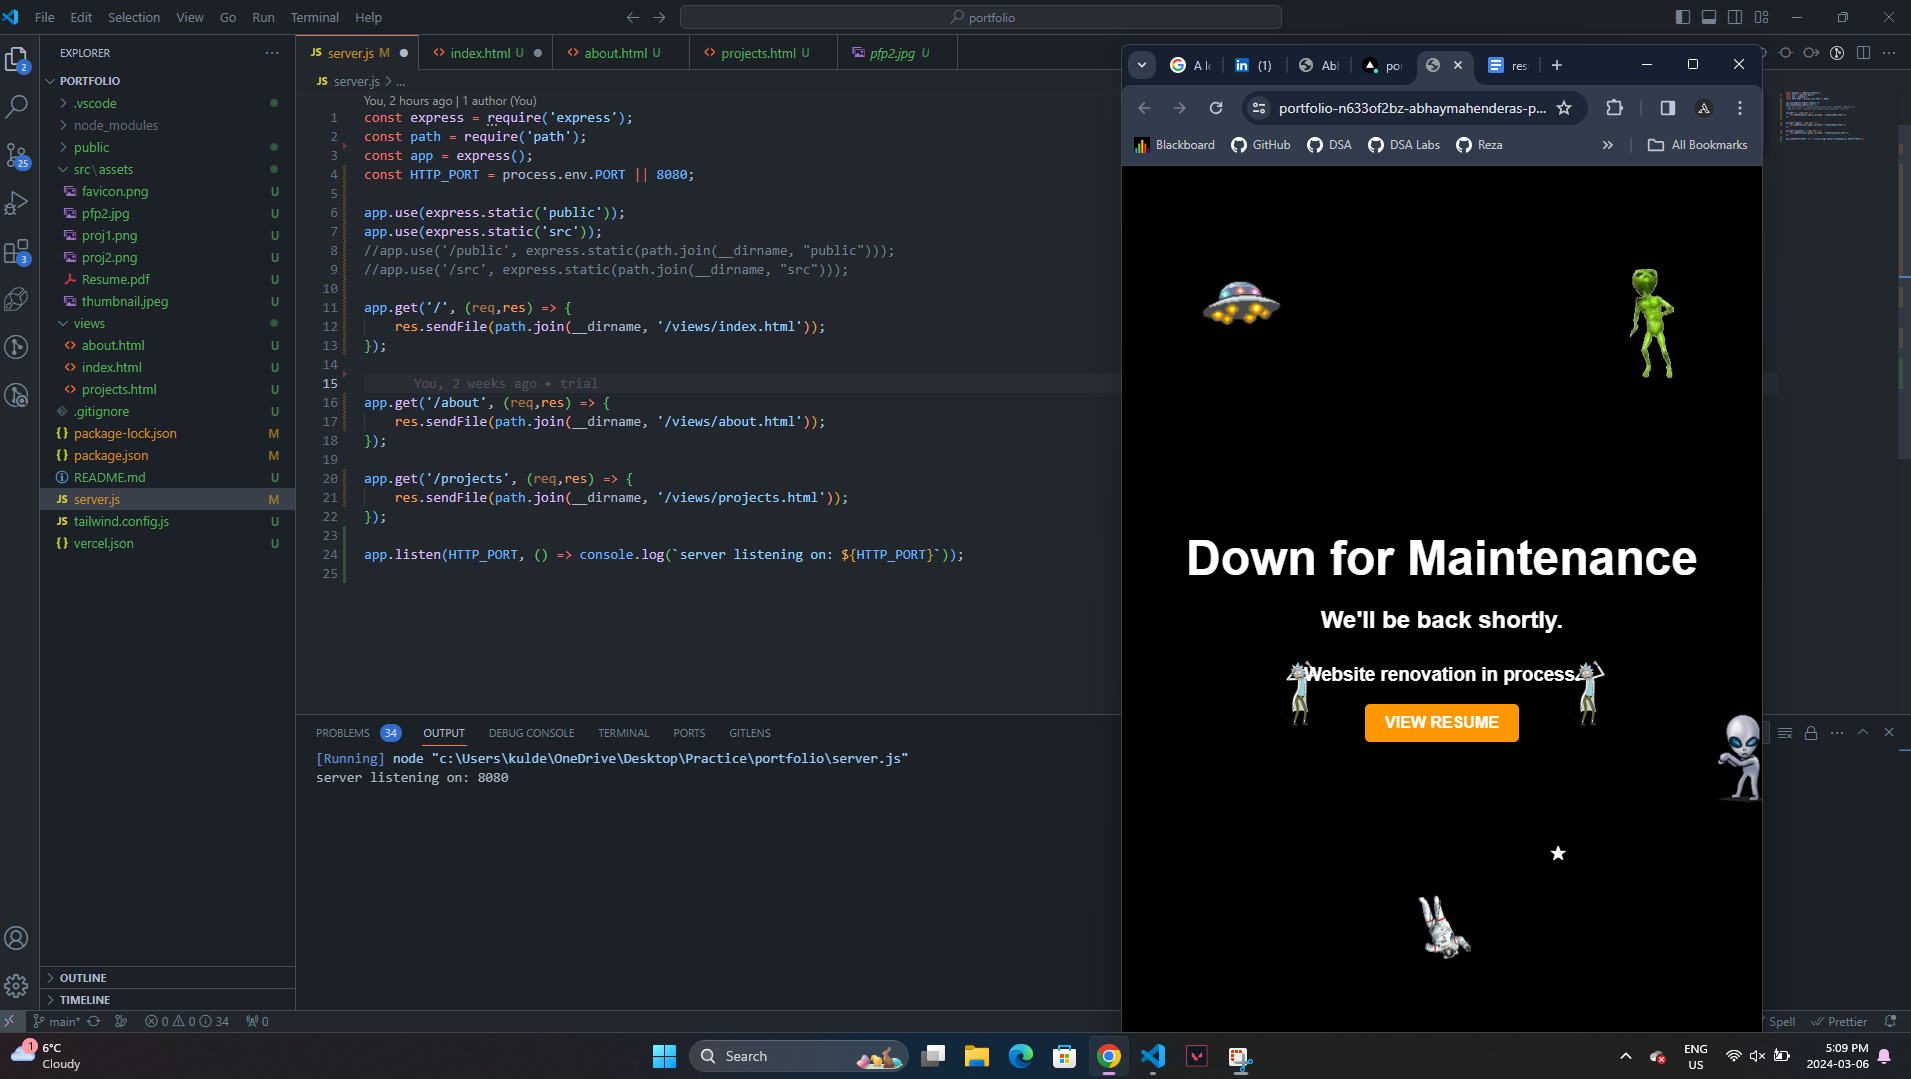 File Edit Selection View Go Run Terminal Help
portfolio
EXPLORER
PORTFOLIO
.vscode
node_modules
public
src\assets
favicon.png U
pfp2.jpg U
proj1.png U
proj2.png U
Resume.pdf U
thumbnail.jpeg U
views
about.html U
index.html U
projects.html U
.gitignore U
package-lock.json M
package.json M
README.md U
server.js M
tailwind.config.js U
vercel.json U
OUTLINE
TIMELINE
2
25
3
JS server.js M
index.html U
about.html U
projects.html U
pfp2.jpg U
JS server.js > ...
You, 2 hours ago | 1 author (You)
1 const express = require('express');
2 const path = require('path');
3 const app = express();
4 const HTTP_PORT = process.env.PORT || 8080;
5
6 app.use(express.static('public'));
7 app.use(express.static('src'));
8 //app.use('/public', express.static(path.join(__dirname, "public")));
9 //app.use('/src', express.static(path.join(__dirname, "src")));
10
11 app.get('/', (req,res) => {
12 res.sendFile(path.join(__dirname, '/views/index.html'));
13 });
14
15 You, 2 weeks ago • trial
16 app.get('/about', (req,res) => {
17 res.sendFile(path.join(__dirname, '/views/about.html'));
18 });
19
20 app.get('/projects', (req,res) => {
21 res.sendFile(path.join(__dirname, '/views/projects.html'));
22 });
23
24 app.listen(HTTP_PORT, () => console.log(`server listening on: ${HTTP_PORT}`));
25
PROBLEMS 34 OUTPUT DEBUG CONSOLE TERMINAL PORTS GITLENS
[Running] node "c:\Users\kulde\OneDrive\Desktop\Practice\portfolio\server.js"
server listening on: 8080
(1)
portfolio-n633of2bz-abhaymahenderas-p...
Blackboard GitHub DSA DSA Labs Reza » All Bookmarks
Down for Maintenance
We'll be back shortly.
Website renovation in process.
VIEW RESUME
main* 0 0 34 0
Spell Prettier
1 6°C
Cloudy
Search
ENG
US
5:09 PM
2024-03-06